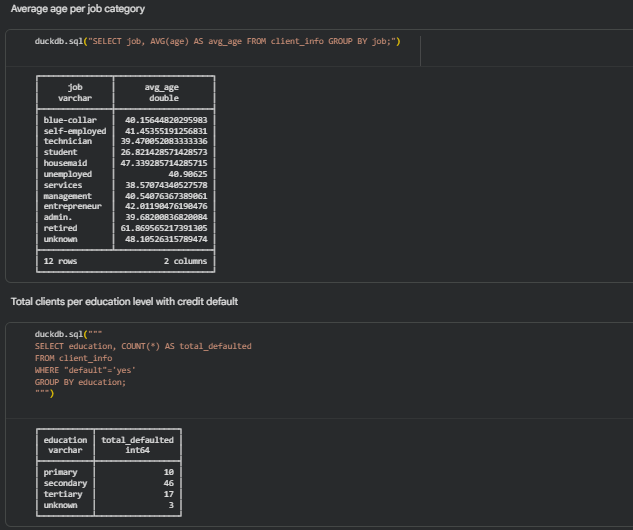 Average age per job category
duckdb.sql("SELECT job, AVG(age) AS avg_age FROM client_info GROUP BY job;")
job avg_age
varchar double
blue-collar 40.15644820295983
self-employed 41.45355191256831
technician 39.470052083333336
student 26.821428571428573
housemaid 47.339285714285715
unemployed 40.90625
services 38.57074340527578
management 40.54076367389061
entrepreneur 42.01190476190476
admin. 39.68200836820084
retired 61.869565217391305
unknown 48.10526315789474
12 rows 2 columns
Total clients per education level with credit default
duckdb.sql("""
SELECT education, COUNT(*) AS total_defaulted
FROM client_info
WHERE "default"='yes'
GROUP BY education;
""")
education total_defaulted
varchar int64
primary 10
secondary 46
tertiary 17
unknown 3